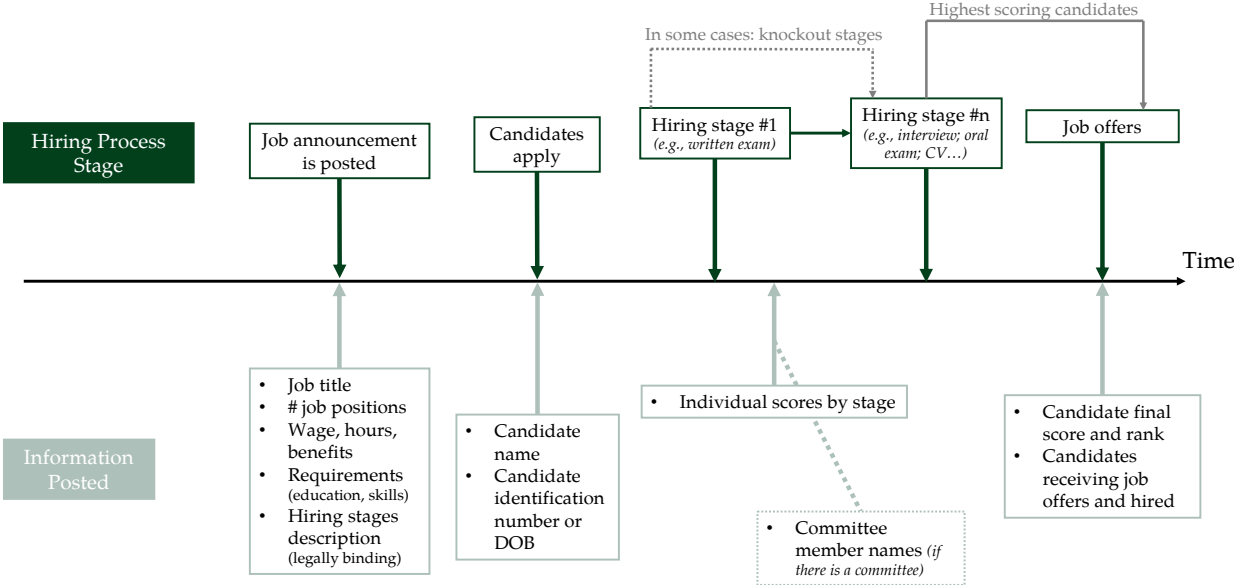 Highest scoring candidates
In some cases: knockout stages
Hiring Process
Stage
Job announcement
is posted
Candidates
apply
Hiring stage #1
(e.g., written exam)
Hiring stage #n
(e.g., interview; oral
exam; CV…)
Job offers
Time
Information
Posted
• Job title
• # job positions
• Wage, hours,
benefits
• Requirements
(education, skills)
• Hiring stages
description
(legally binding)
• Candidate
name
• Candidate
identification
number or
DOB
• Individual scores by stage
• Committee
member names (if
there is a committee)
• Candidate final
score and rank
• Candidates
receiving job
offers and hired